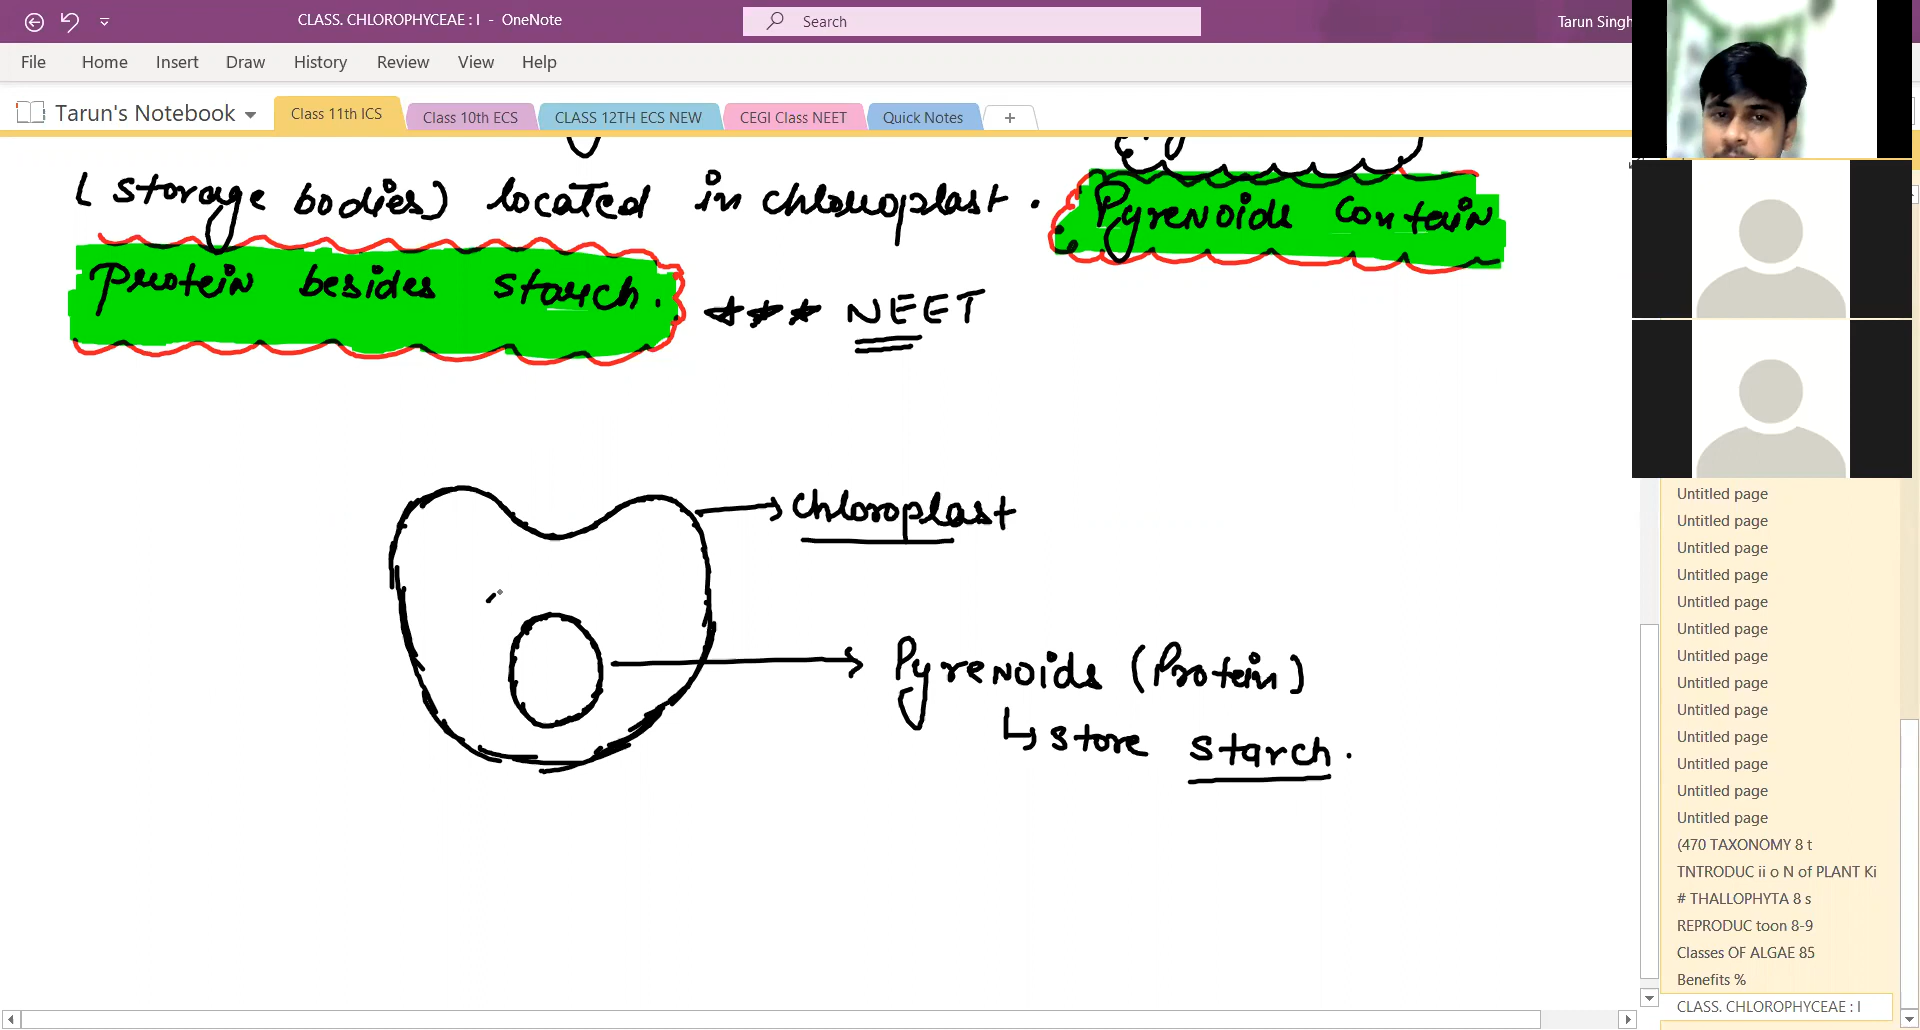 CLASS. CHLOROPHYCEAE : I - OneNote
Search
Tarun Singh
File Home Insert Draw History Review View Help
Tarun's Notebook
Class 11th ICS Class 10th ECS CLASS 12TH ECS NEW CEGI Class NEET Quick Notes +
(storage bodies) located in chloroplast. Pyrenoids contain
protein besides starch. *** NEET
chloroplast
Pyrenoids (Protein)
↳ store starch.
Untitled page
Untitled page
Untitled page
Untitled page
Untitled page
Untitled page
Untitled page
Untitled page
Untitled page
Untitled page
Untitled page
Untitled page
Untitled page
(470 TAXONOMY 8 t
TNTRODUC ii o N of PLANT Ki
# THALLOPHYTA 8 s
REPRODUC toon 8-9
Classes OF ALGAE 85
Benefits %
CLASS. CHLOROPHYCEAE : I